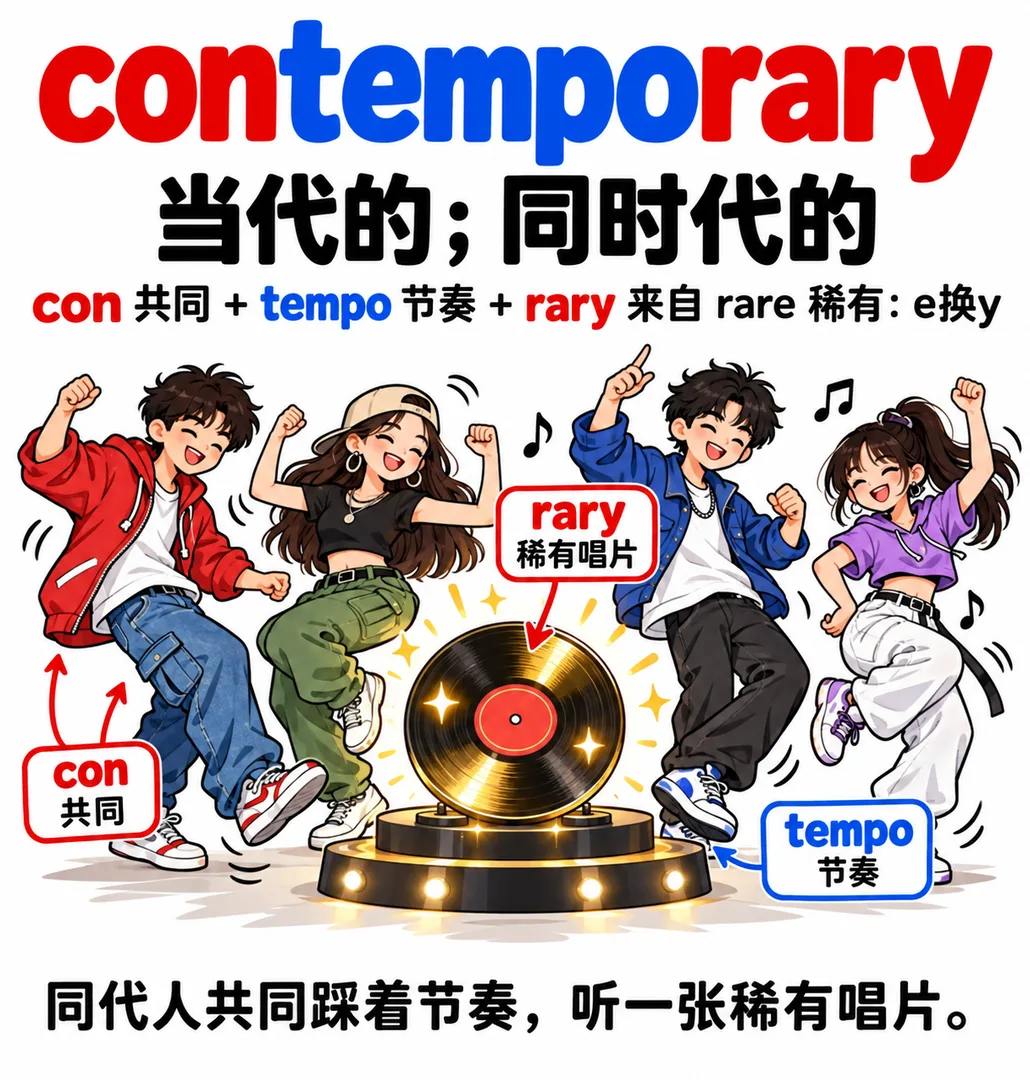 contemporary
当代的；同时代的
con 共同 + tempo 节奏 + rary 来自 rare 稀有: e换y
rary
稀有唱片
con
共同
tempo
节奏
同代人共同踩着节奏，听一张稀有唱片。